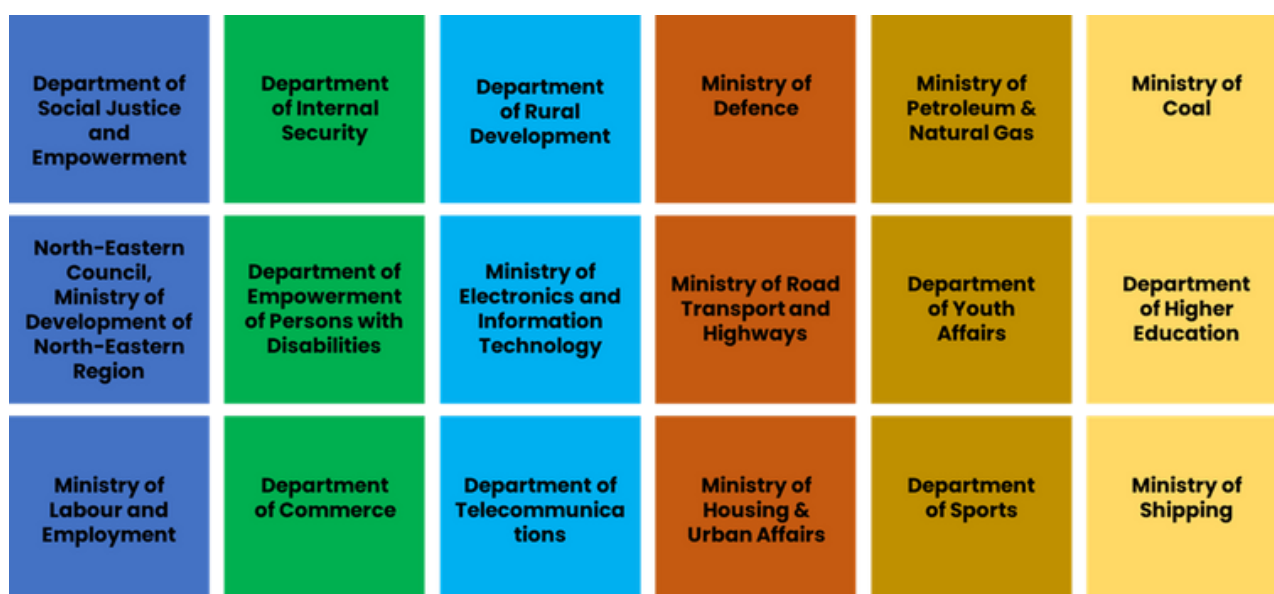 Department of
Social Justice
and
Empowerment
Department
of Internal
Security
Department
of Rural
Development
Ministry of
Defence
Ministry of
Petroleum &
Natural Gas
Ministry of
Coal
North-Eastern
Council,
Ministry of
Development of
North-Eastern
Region
Department of
Empowerment
of Persons with
Disabilities
Ministry of
Electronics and
Information
Technology
Ministry of Road
Transport and
Highways
Department
of Youth
Affairs
Department
of Higher
Education
Ministry of
Labour and
Employment
Department
of Commerce
Department of
Telecommunica
tions
Ministry of
Housing &
Urban Affairs
Department
of Sports
Ministry of
Shipping